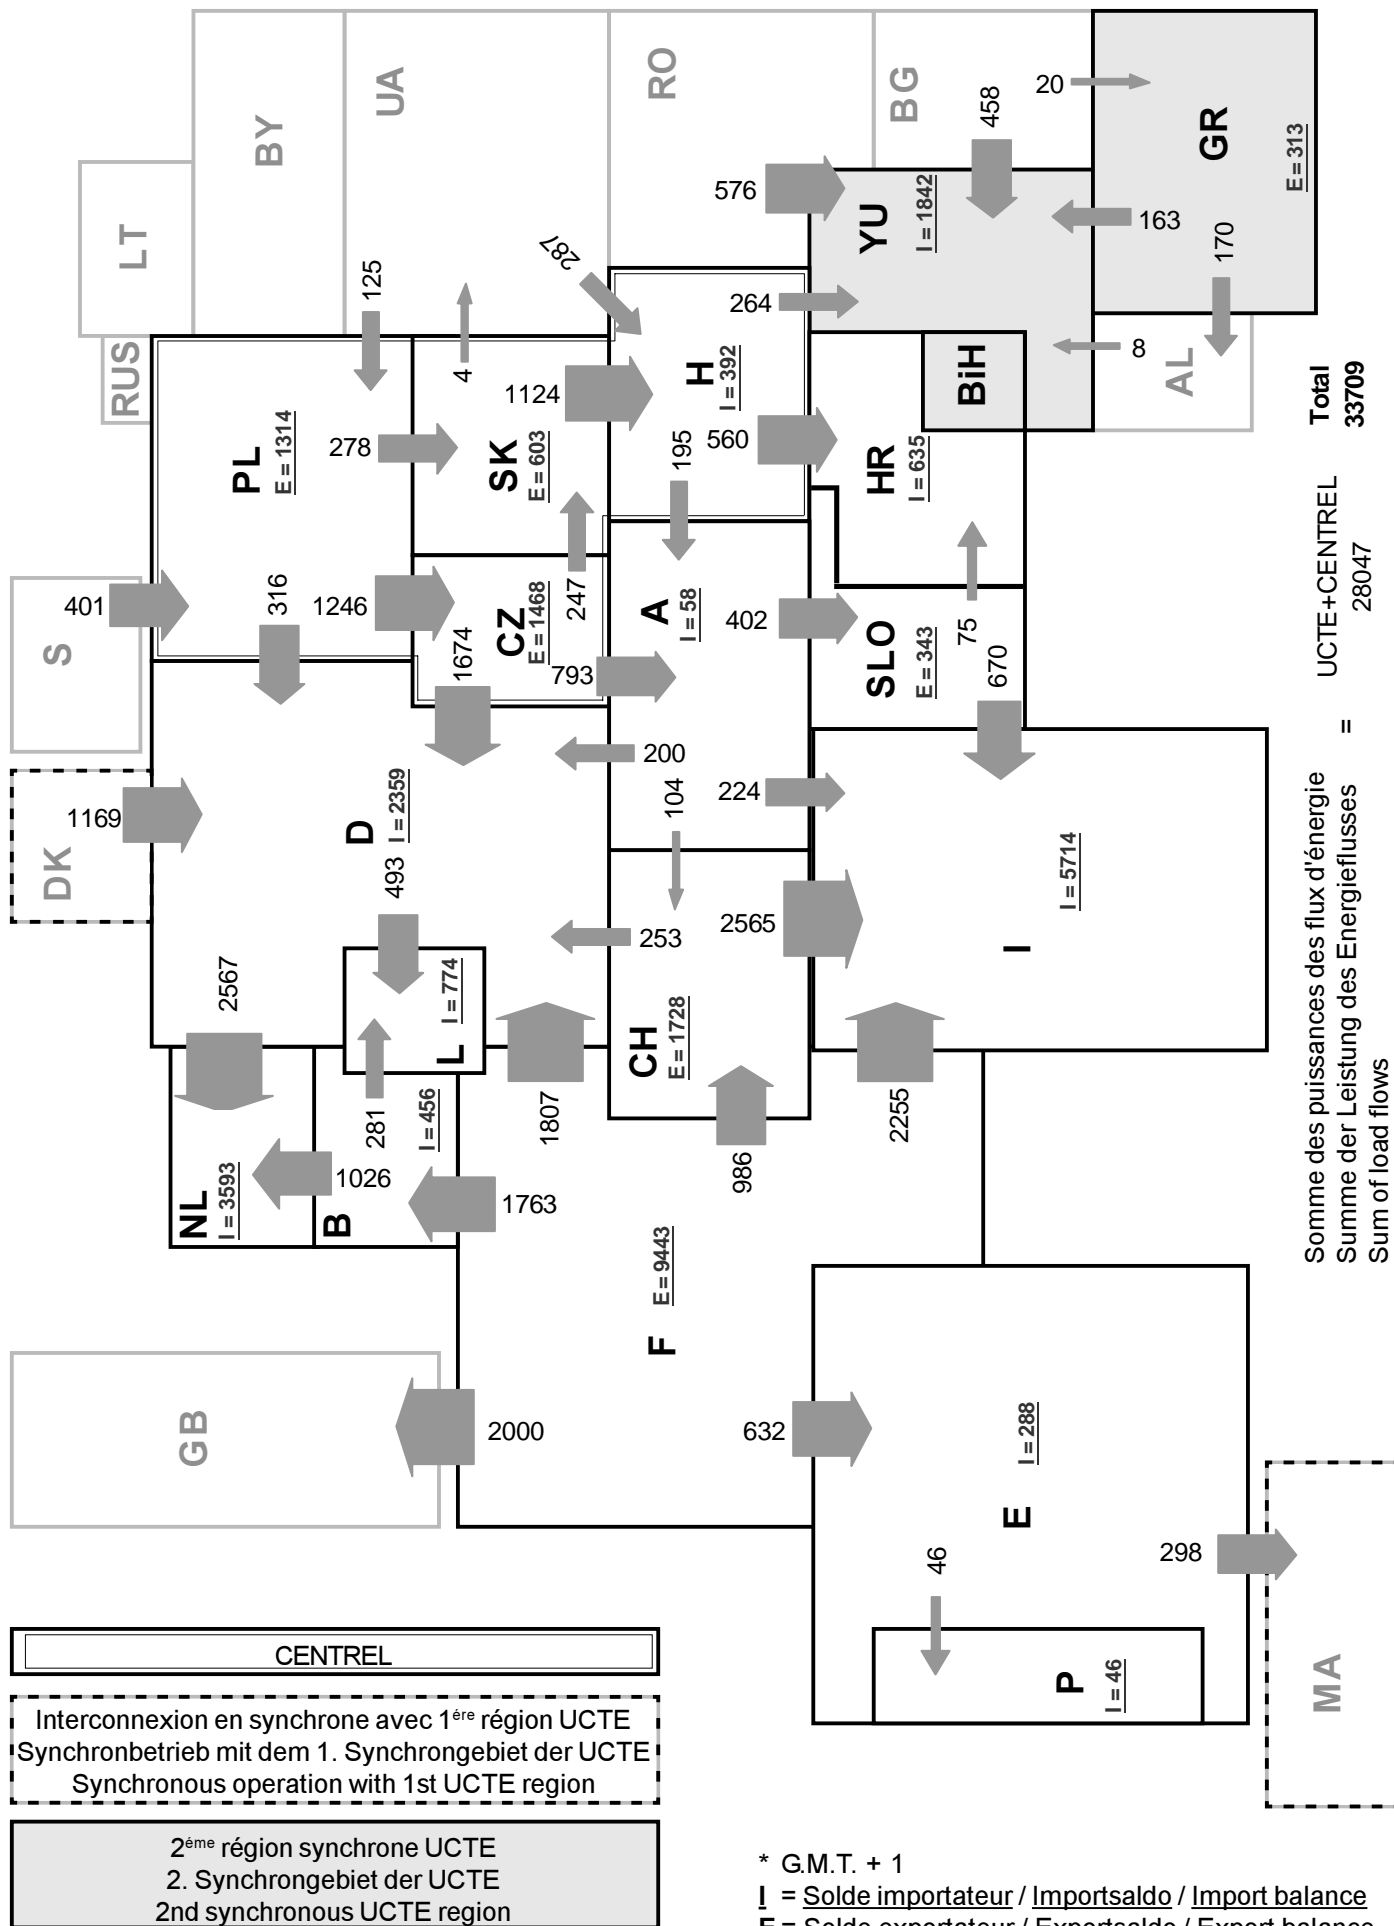 BY
UA
RO
BG
20
GR
E = 313
458
LT
576
YU
I = 1842
163
170
287
125
264
RUS
4
8
AL
PL
E = 1314
278
1124
SK
E = 603
H
I = 392
195
560
BiH
HR
I = 635
S
401
316
1246
CZ
E = 1468
247
1674
793
A
I = 58
402
SLO
E = 343
75
670
200
DK
1169
D
I = 2359
493
104
224
253
2565
I = 5714
I
2567
L
I = 774
CH
E = 1728
281
I = 456
1807
986
2255
NL
I = 3593
1026
B
1763
F
E = 9443
GB
2000
632
I = 288
E
46
298
P
I = 46
MA
Somme des puissances des flux d'énergie
Summe der Leistung des Energieflusses
Sum of load flows
=
UCTE+CENTREL
28047
Total
33709
CENTREL
Interconnexion en synchrone avec 1ére région UCTE
Synchronbetrieb mit dem 1. Synchrongebiet der UCTE
Synchronous operation with 1st UCTE region
2éme région synchrone UCTE
2. Synchrongebiet der UCTE
2nd synchronous UCTE region
* G.M.T. + 1
I = Solde importateur / Importsaldo / Import balance
E = Solde exportateur / Exportsaldo / Export balance